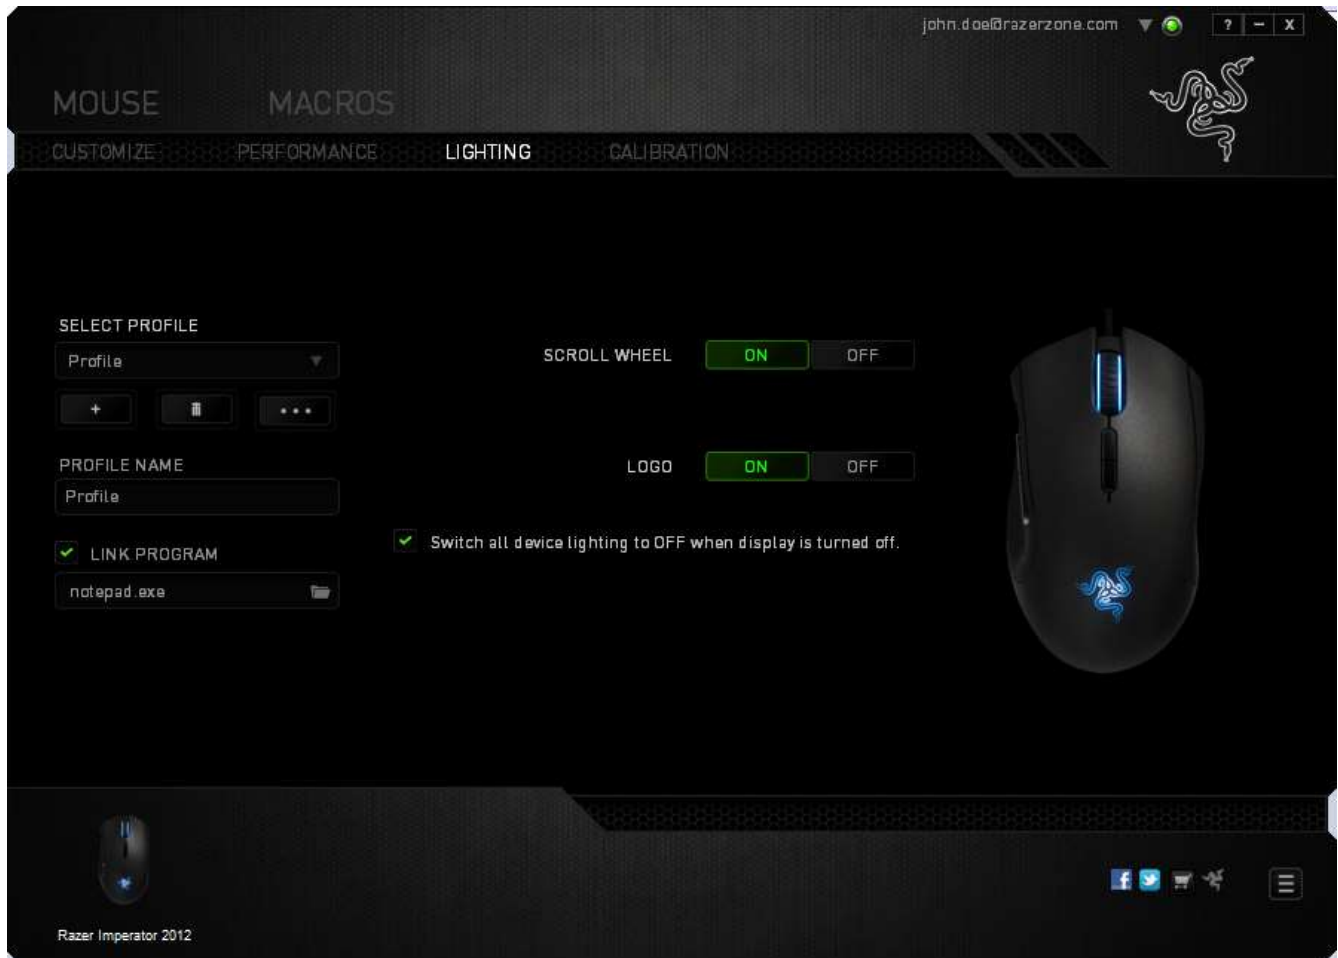 john.doe@razerzone.com
? – X
MOUSE MACROS
CUSTOMIZE PERFORMANCE LIGHTING CALIBRATION
SELECT PROFILE
Profile
+ •••
PROFILE NAME
Profile
LINK PROGRAM
notepad.exe
SCROLL WHEEL ON OFF
LOGO ON OFF
Switch all device lighting to OFF when display is turned off.
f
Razer Imperator 2012